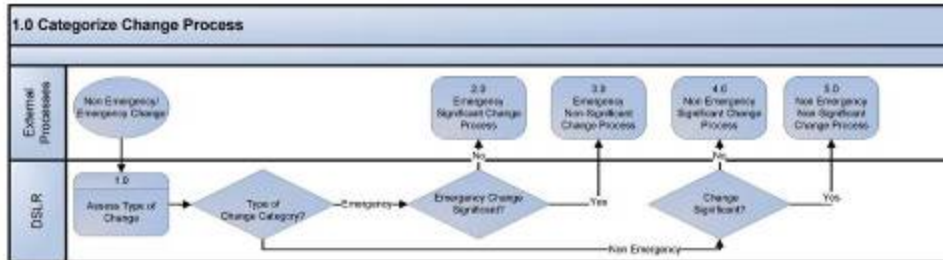 1.0 Categorize Change Process
External
Processes
Non Emergency/
Emergency Change
2.0
Emergency
Significant Change
Process
3.0
Emergency
Non-Significant
Change Process
4.0
Non Emergency
Significant Change
Process
5.0
Non Emergency
Non Significant
Change Process
No
No
DSLR
1.0
Assess Type of
Change
Type of
Change Category?
Emergency
Emergency Change
Significant?
Yes
Change
Significant?
Yes
Non Emergency